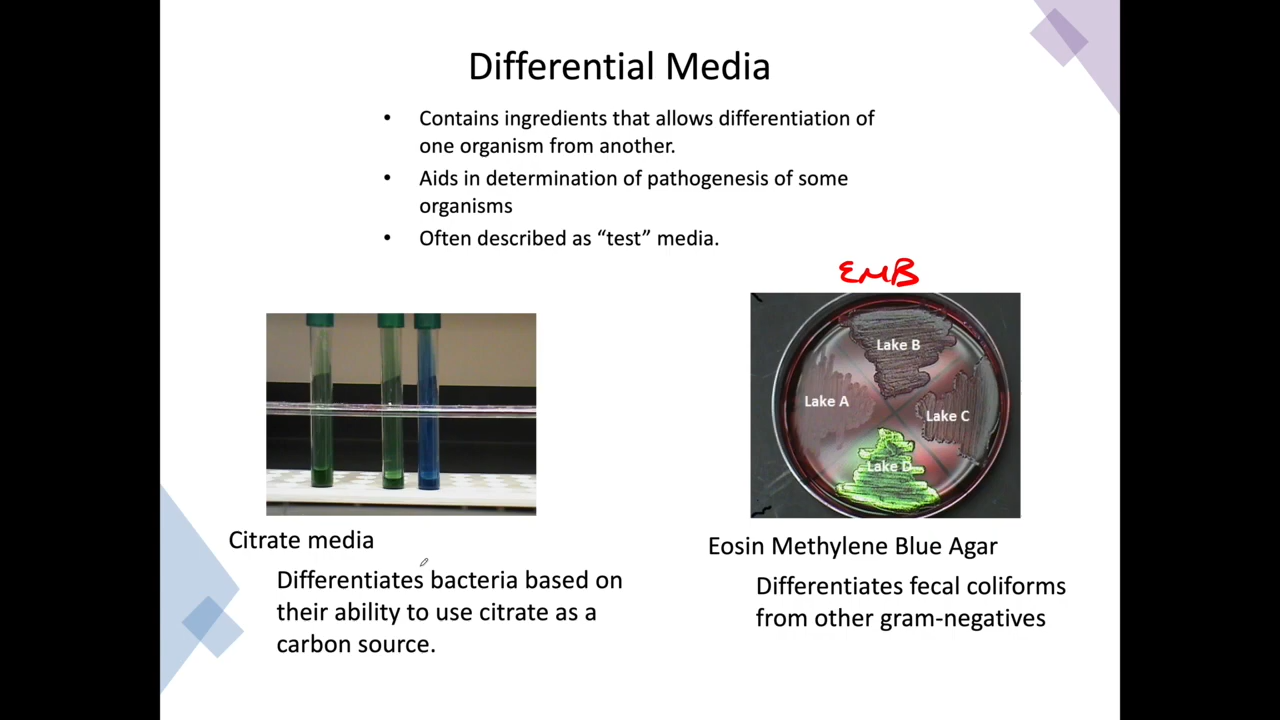 Differential Media
• Contains ingredients that allows differentiation of
one organism from another.
• Aids in determination of pathogenesis of some
organisms
• Often described as “test” media.
EMB
Lake B
Lake A
Lake C
Lake D
Citrate media
Differentiates bacteria based on
their ability to use citrate as a
carbon source.
Eosin Methylene Blue Agar
Differentiates fecal coliforms
from other gram-negatives